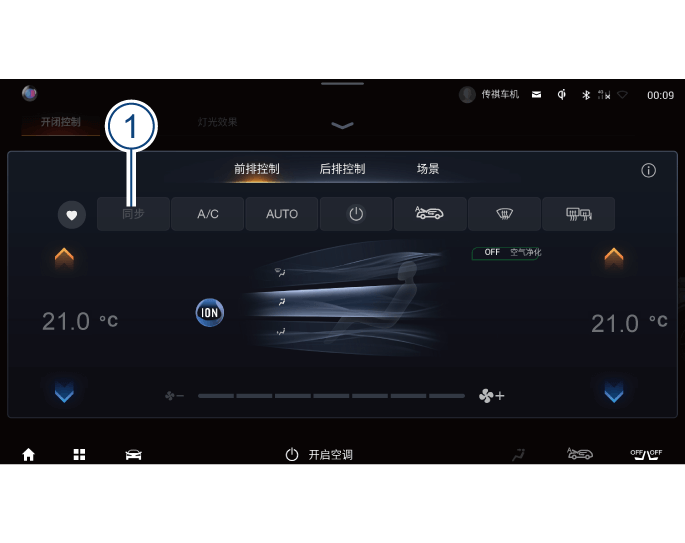 传祺车机 00:09
开闭控制 灯光效果
1
前排控制 后排控制 场景
同步 A/C AUTO
OFF 空气净化
ION
21.0 °C 21.0 °C
开启空调 A OFF OFF